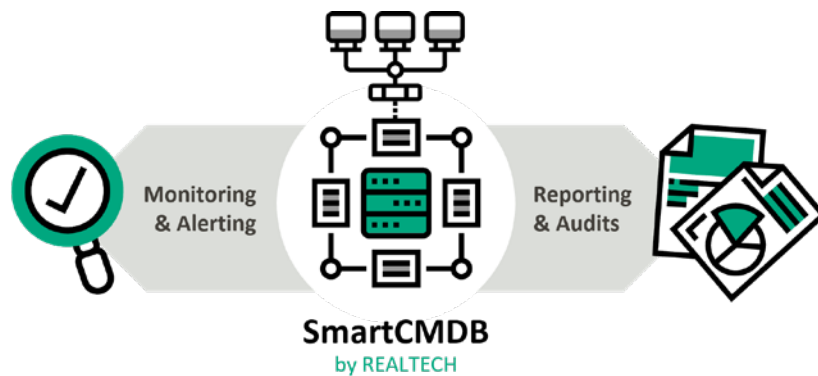 Monitoring
& Alerting
Reporting
& Audits
SmartCMDB
by REALTECH